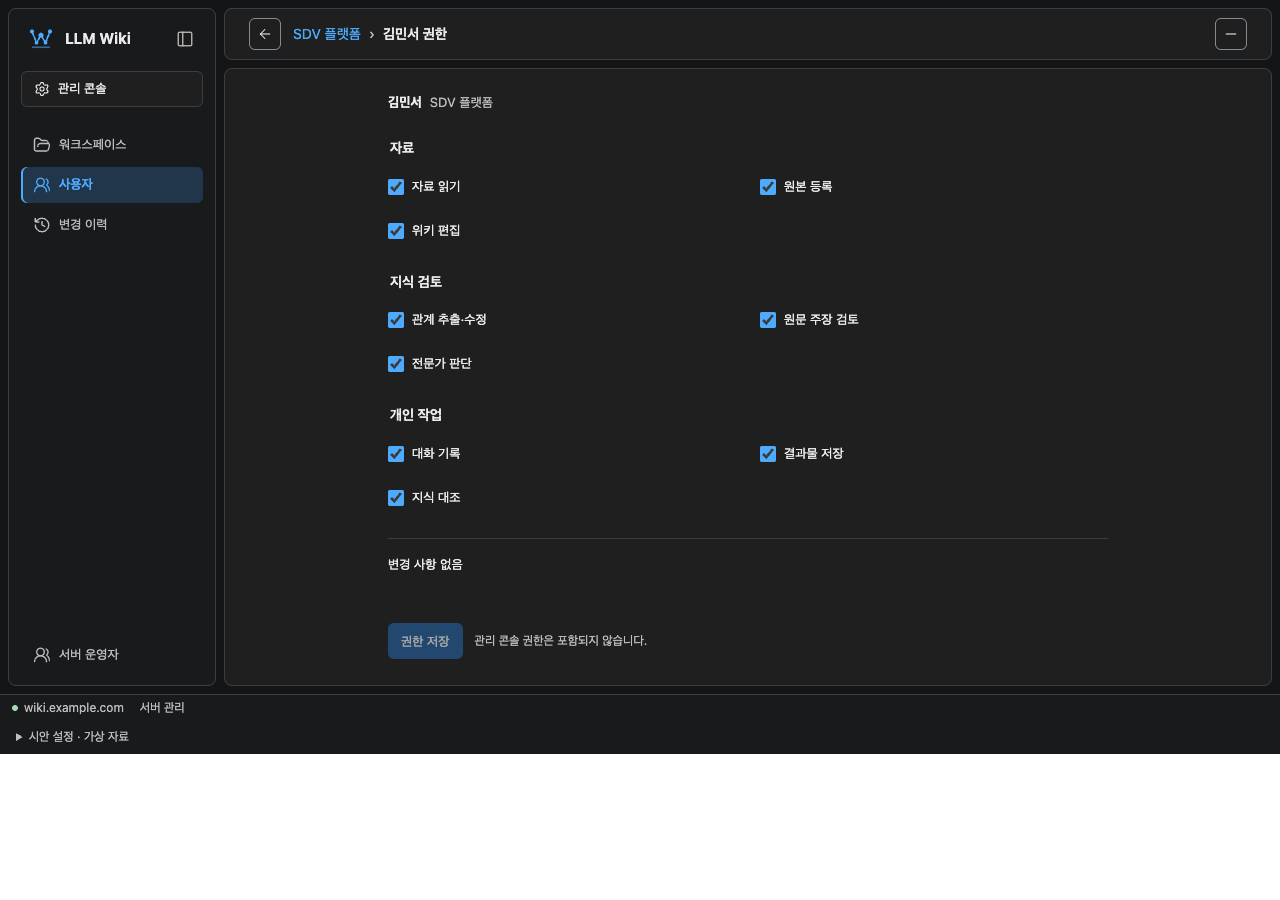 LLM Wiki
관리 콘솔
워크스페이스
사용자
변경 이력
서버 운영자
SDV 플랫폼 › 김민서 권한
김민서 SDV 플랫폼
자료
자료 읽기 원본 등록
위키 편집
지식 검토
관계 추출·수정 원문 주장 검토
전문가 판단
개인 작업
대화 기록 결과물 저장
지식 대조
변경 사항 없음
권한 저장 관리 콘솔 권한은 포함되지 않습니다.
wiki.example.com 서버 관리
시안 설정 · 가상 자료